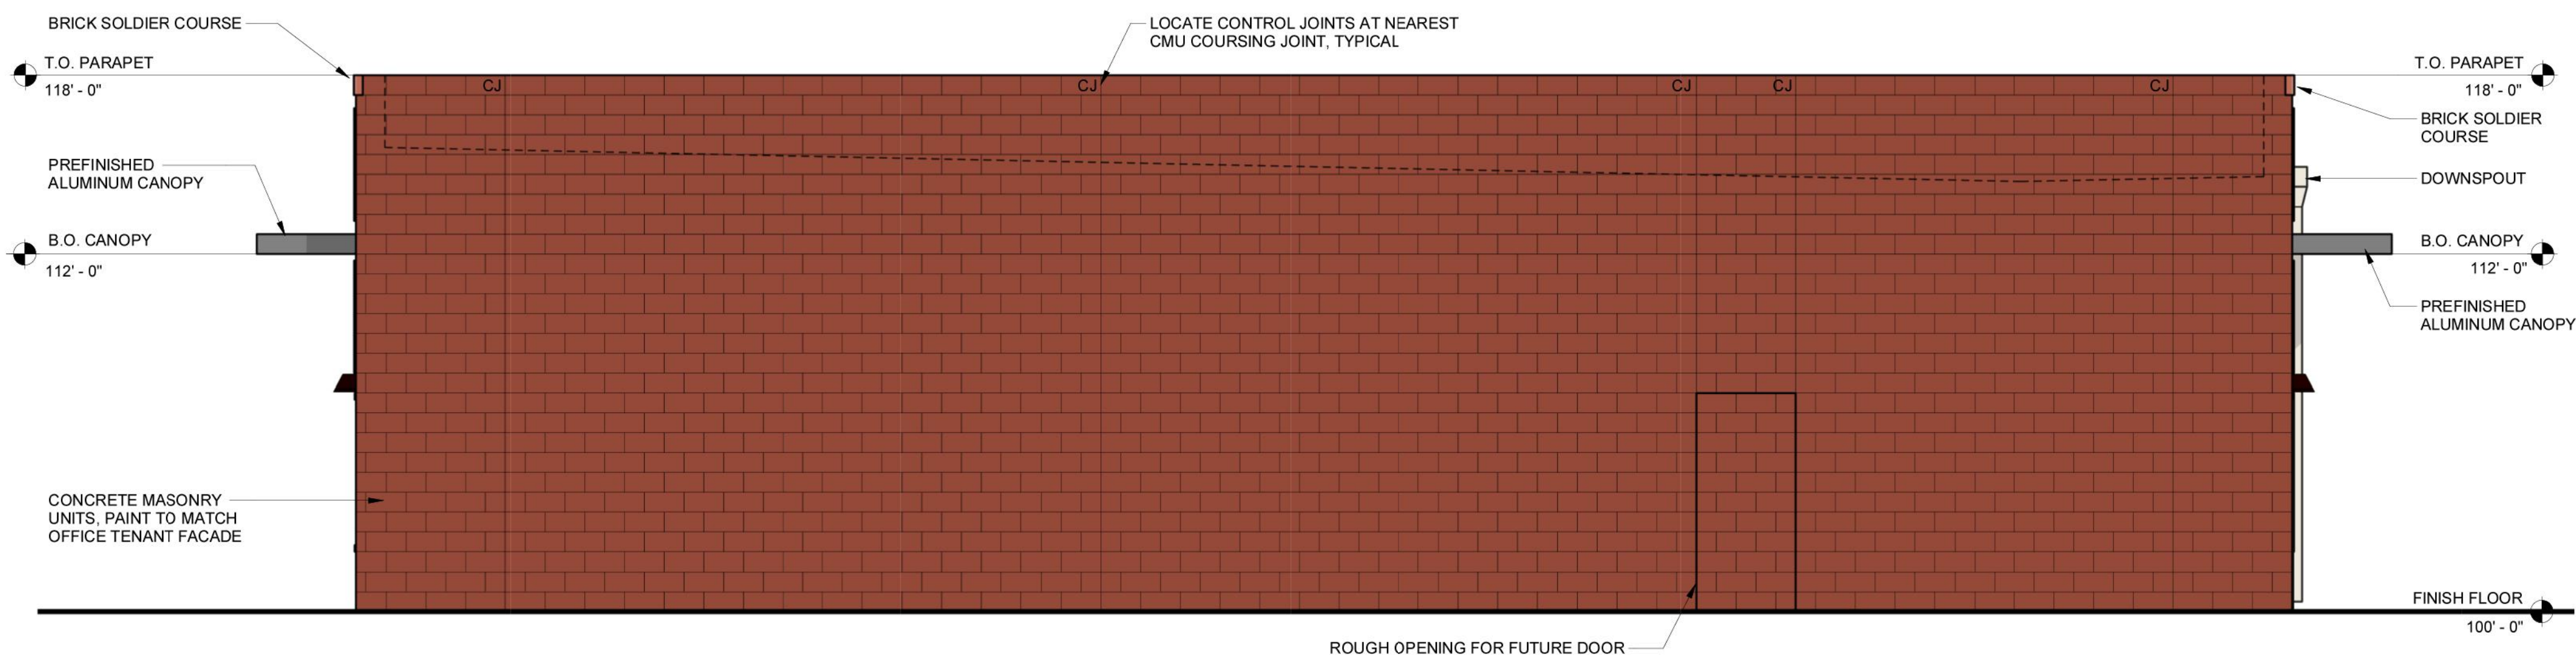 BRICK SOLDIER COURSE
T.O. PARAPET
118' - 0"
PREFINISHED
ALUMINUM CANOPY
B.O. CANOPY
112' - 0"
CONCRETE MASONRY
UNITS, PAINT TO MATCH
OFFICE TENANT FACADE
LOCATE CONTROL JOINTS AT NEAREST
CMU COURSING JOINT, TYPICAL
CJ
CJ
CJ
CJ
CJ
ROUGH OPENING FOR FUTURE DOOR
T.O. PARAPET
118' - 0"
BRICK SOLDIER
COURSE
DOWNSPOUT
B.O. CANOPY
112' - 0"
PREFINISHED
ALUMINUM CANOPY
FINISH FLOOR
100' - 0"